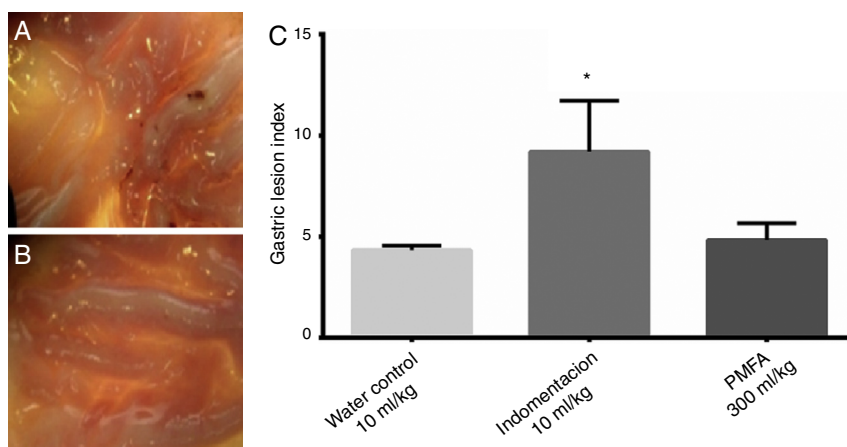 A
B
C
Gastric lesion index
15
10
5
0
*
Water control
10 ml/kg
Indomentacion
10 ml/kg
PMFA
300 ml/kg